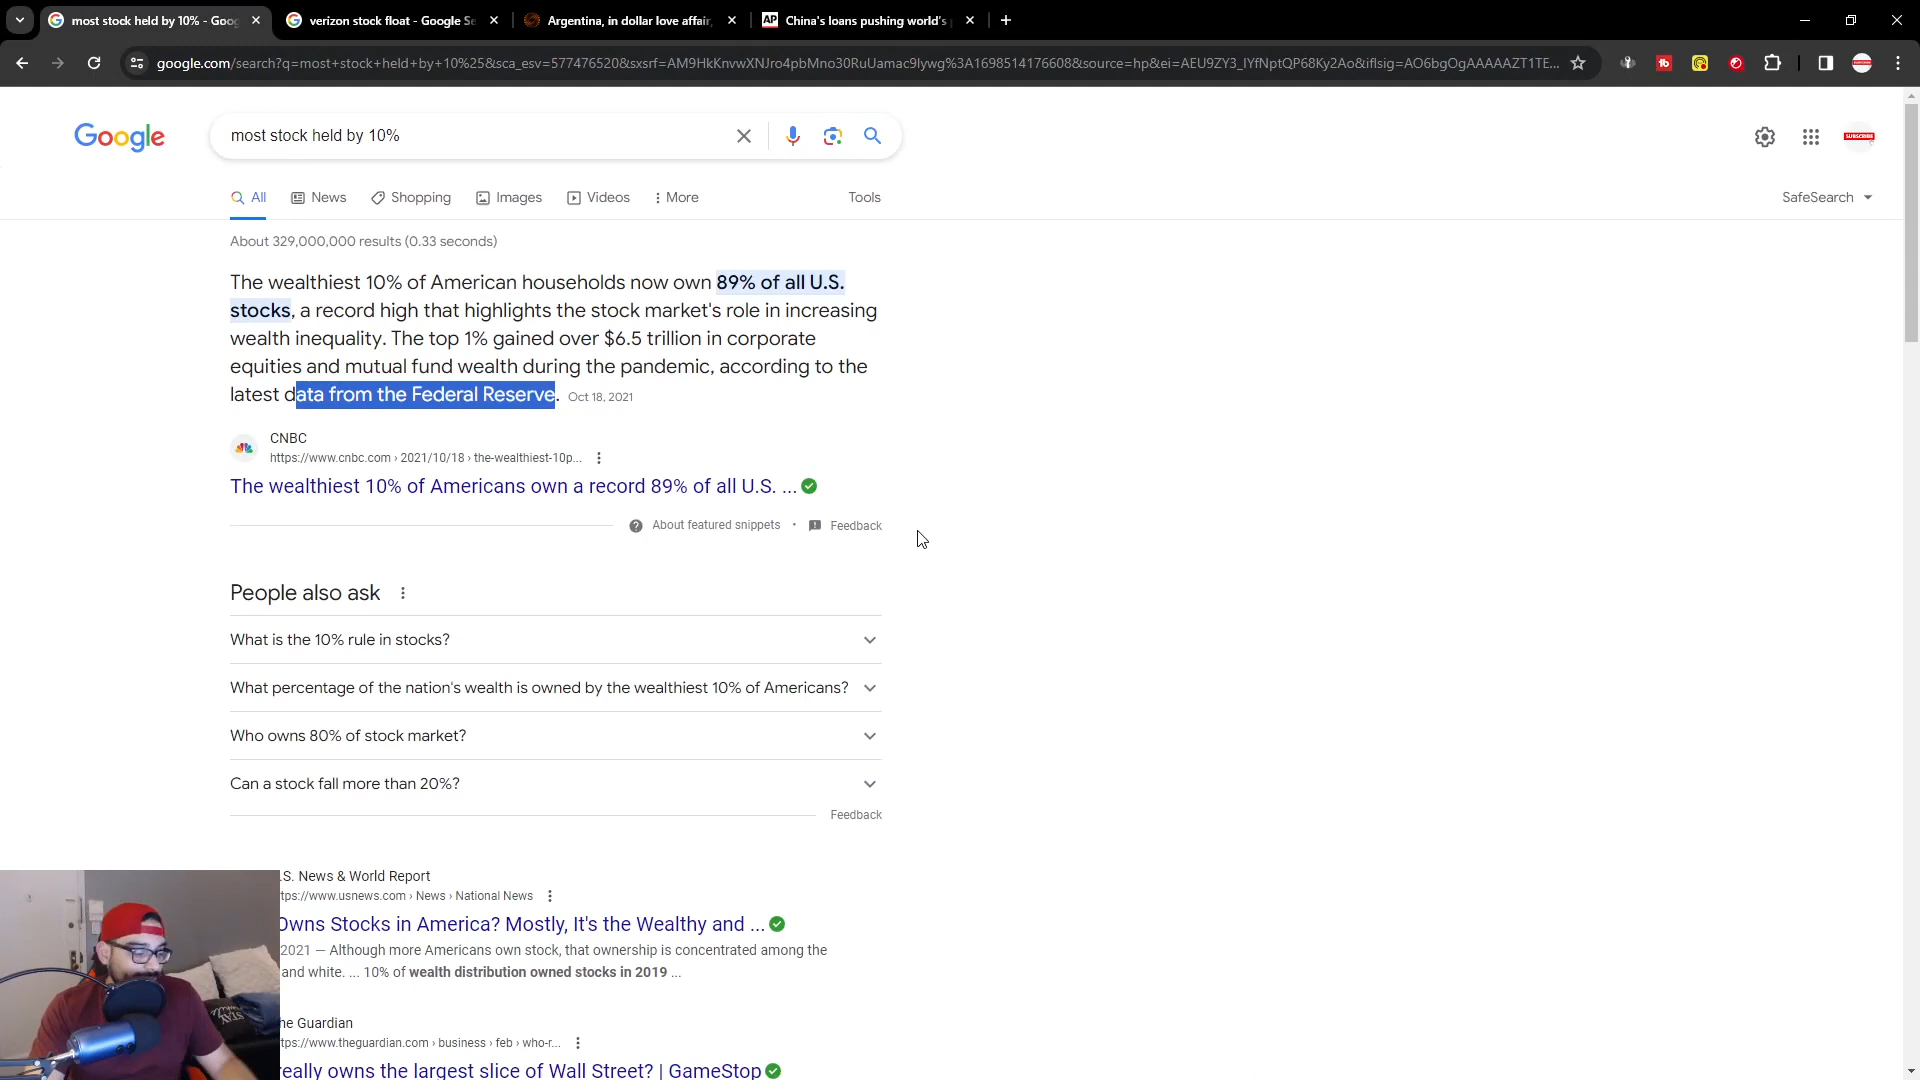 most stock held by 10% - Goog
verizon stock float - Google Se
Argentina, in dollar love affair,
AP China's loans pushing world's
google.com/search?q=most+stock+held+by+10%25&sca_esv=577476520&sxsrf=AM9HkKnvwXNJro4pbMno30RuUamac9lywg%3A1698514176608&source=hp&ei=AEU9ZY3_IYfNptQP68Ky2Ao&iflsig=AO6bgOgAAAAAZT1TE...
Google
most stock held by 10%
SUBSCRIBE
All News Shopping Images Videos More Tools SafeSearch
About 329,000,000 results (0.33 seconds)
The wealthiest 10% of American households now own 89% of all U.S.
stocks, a record high that highlights the stock market's role in increasing
wealth inequality. The top 1% gained over $6.5 trillion in corporate
equities and mutual fund wealth during the pandemic, according to the
latest data from the Federal Reserve. Oct 18, 2021
CNBC
https://www.cnbc.com › 2021/10/18 › the-wealthiest-10p...
The wealthiest 10% of Americans own a record 89% of all U.S. ...
About featured snippets • Feedback
People also ask
What is the 10% rule in stocks?
What percentage of the nation's wealth is owned by the wealthiest 10% of Americans?
Who owns 80% of stock market?
Can a stock fall more than 20%?
Feedback
.S. News & World Report
tps://www.usnews.com › News › National News
Owns Stocks in America? Mostly, It's the Wealthy and ...
2021 — Although more Americans own stock, that ownership is concentrated among the
and white. ... 10% of wealth distribution owned stocks in 2019 ...
he Guardian
tps://www.theguardian.com › business › feb › who-r...
eally owns the largest slice of Wall Street? | GameStop